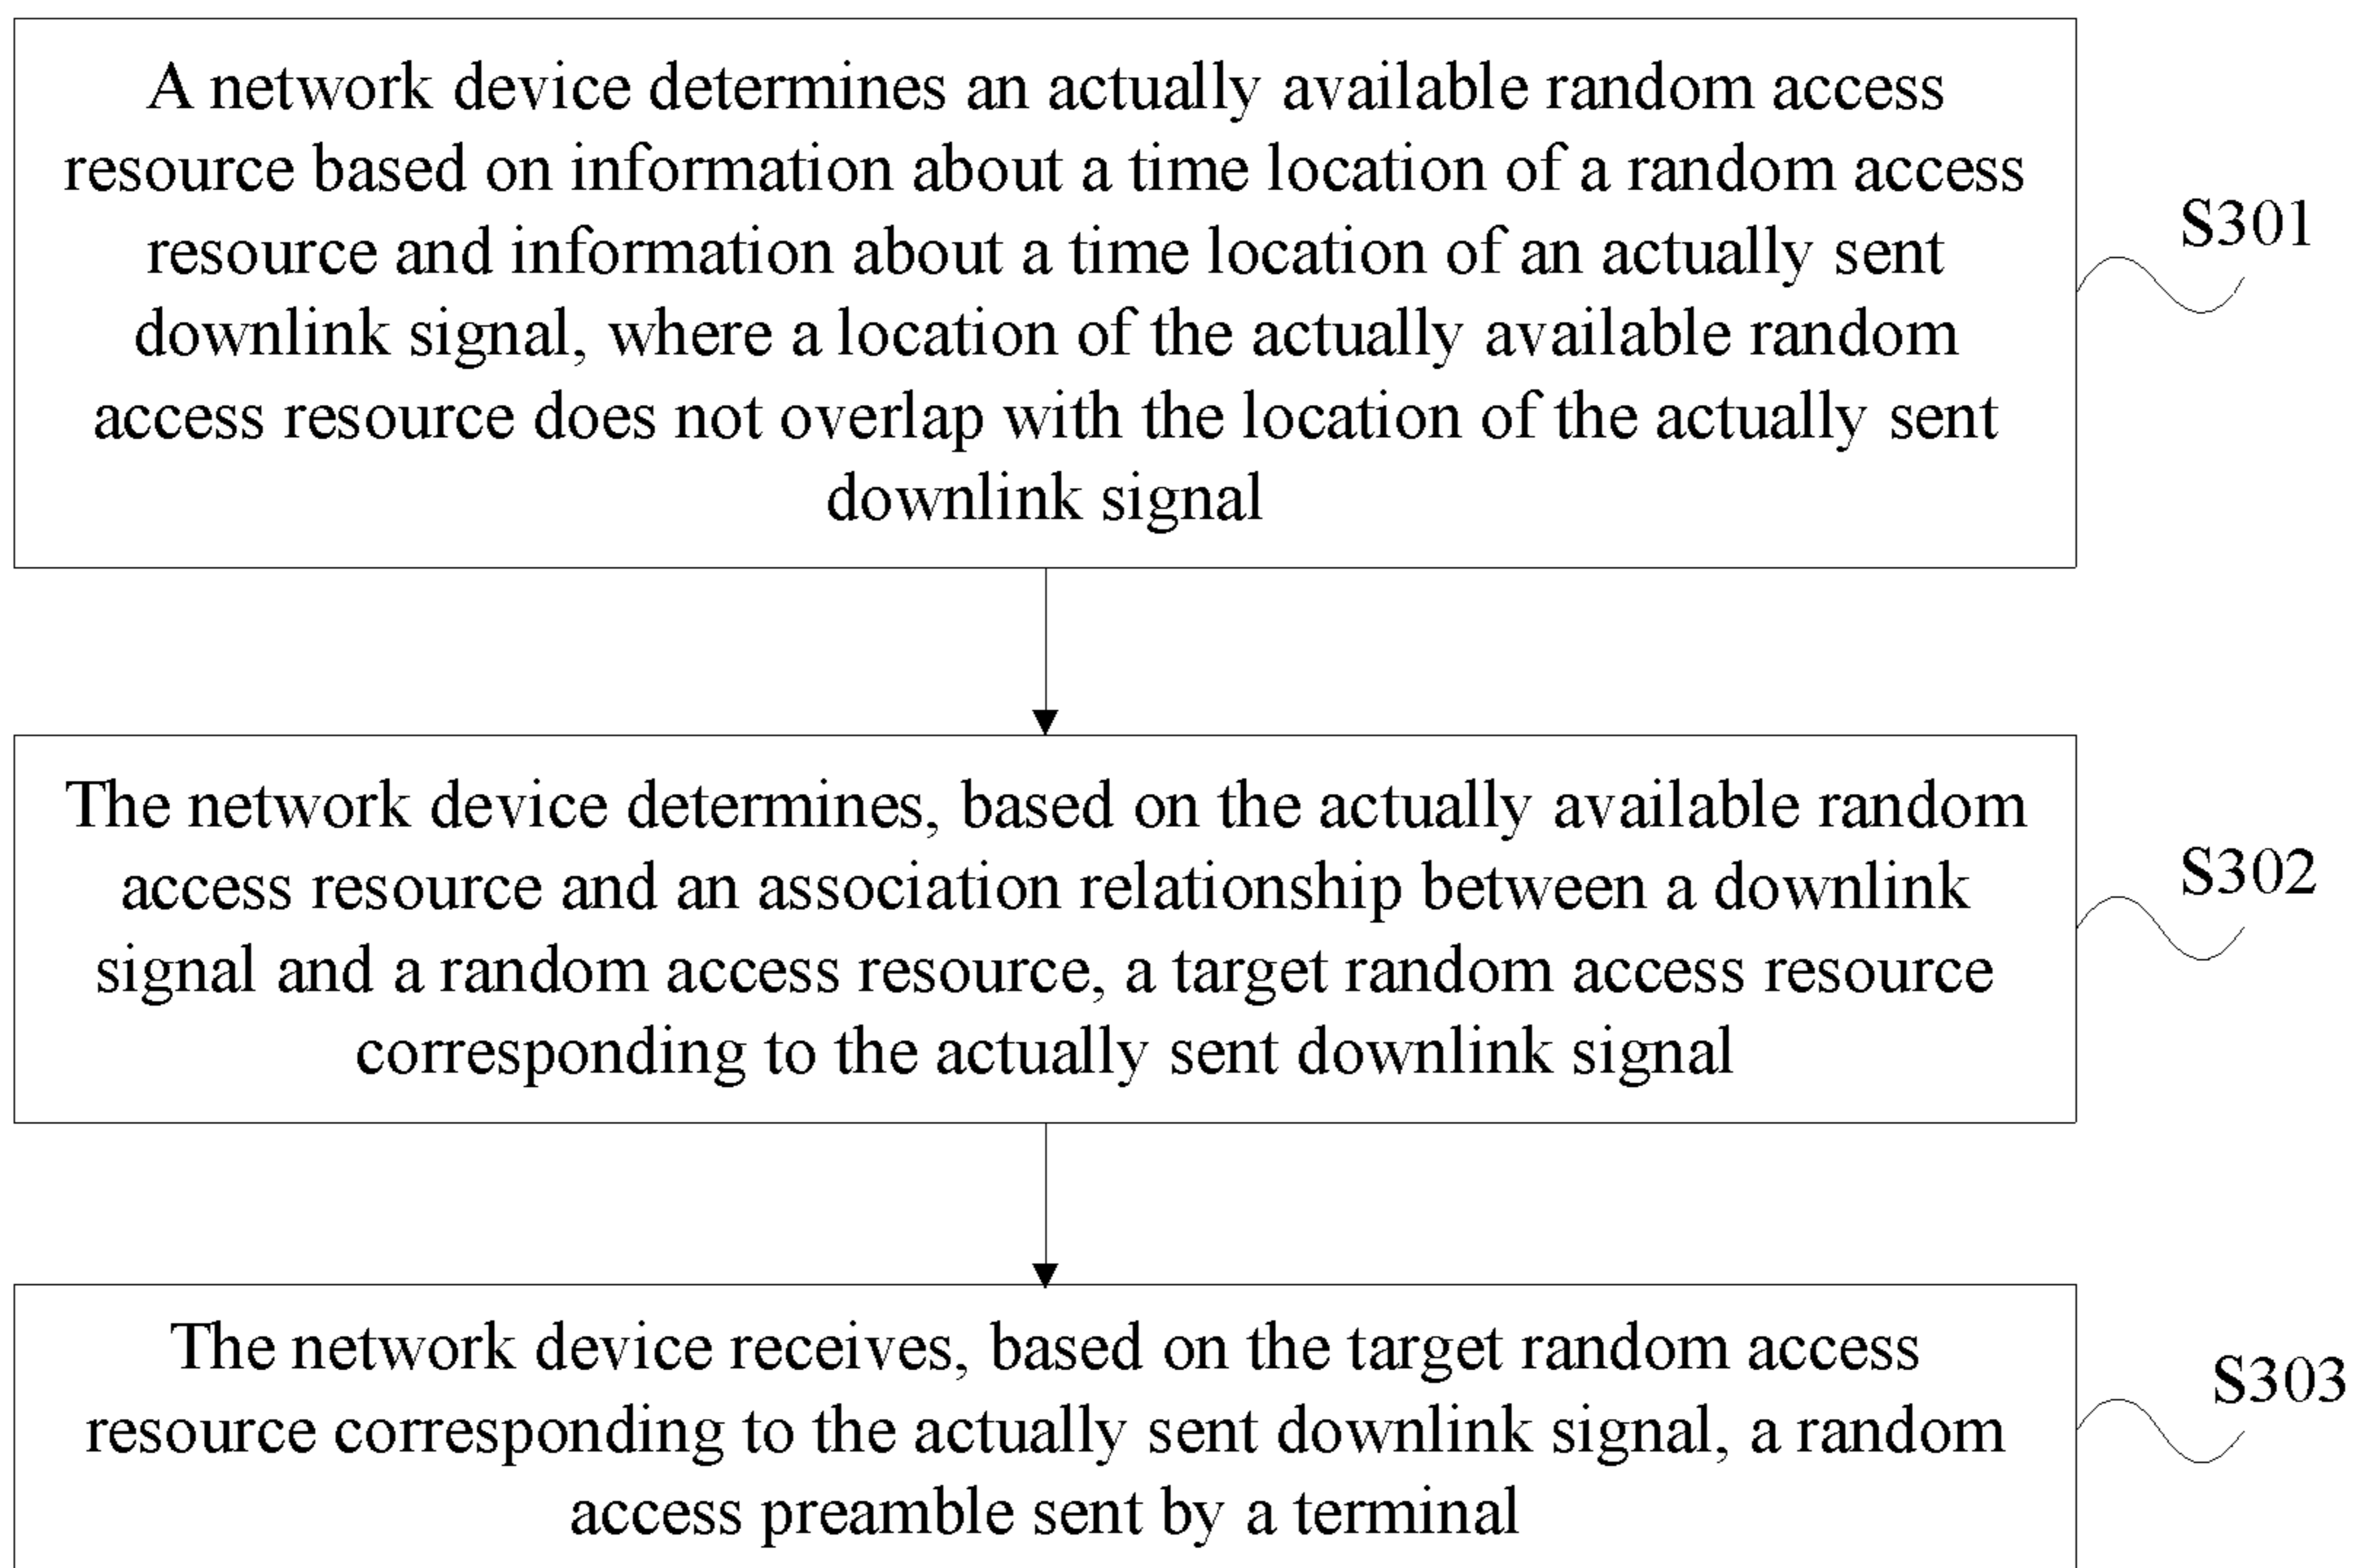 A network device determines an actually available random access
resource based on information about a time location of a random access
resource and information about a time location of an actually sent
downlink signal, where a location of the actually available random
access resource does not overlap with the location of the actually sent
downlink signal
S301
The network device determines, based on the actually available random
access resource and an association relationship between a downlink
signal and a random access resource, a target random access resource
corresponding to the actually sent downlink signal
S302
The network device receives, based on the target random access
resource corresponding to the actually sent downlink signal, a random
access preamble sent by a terminal
S303